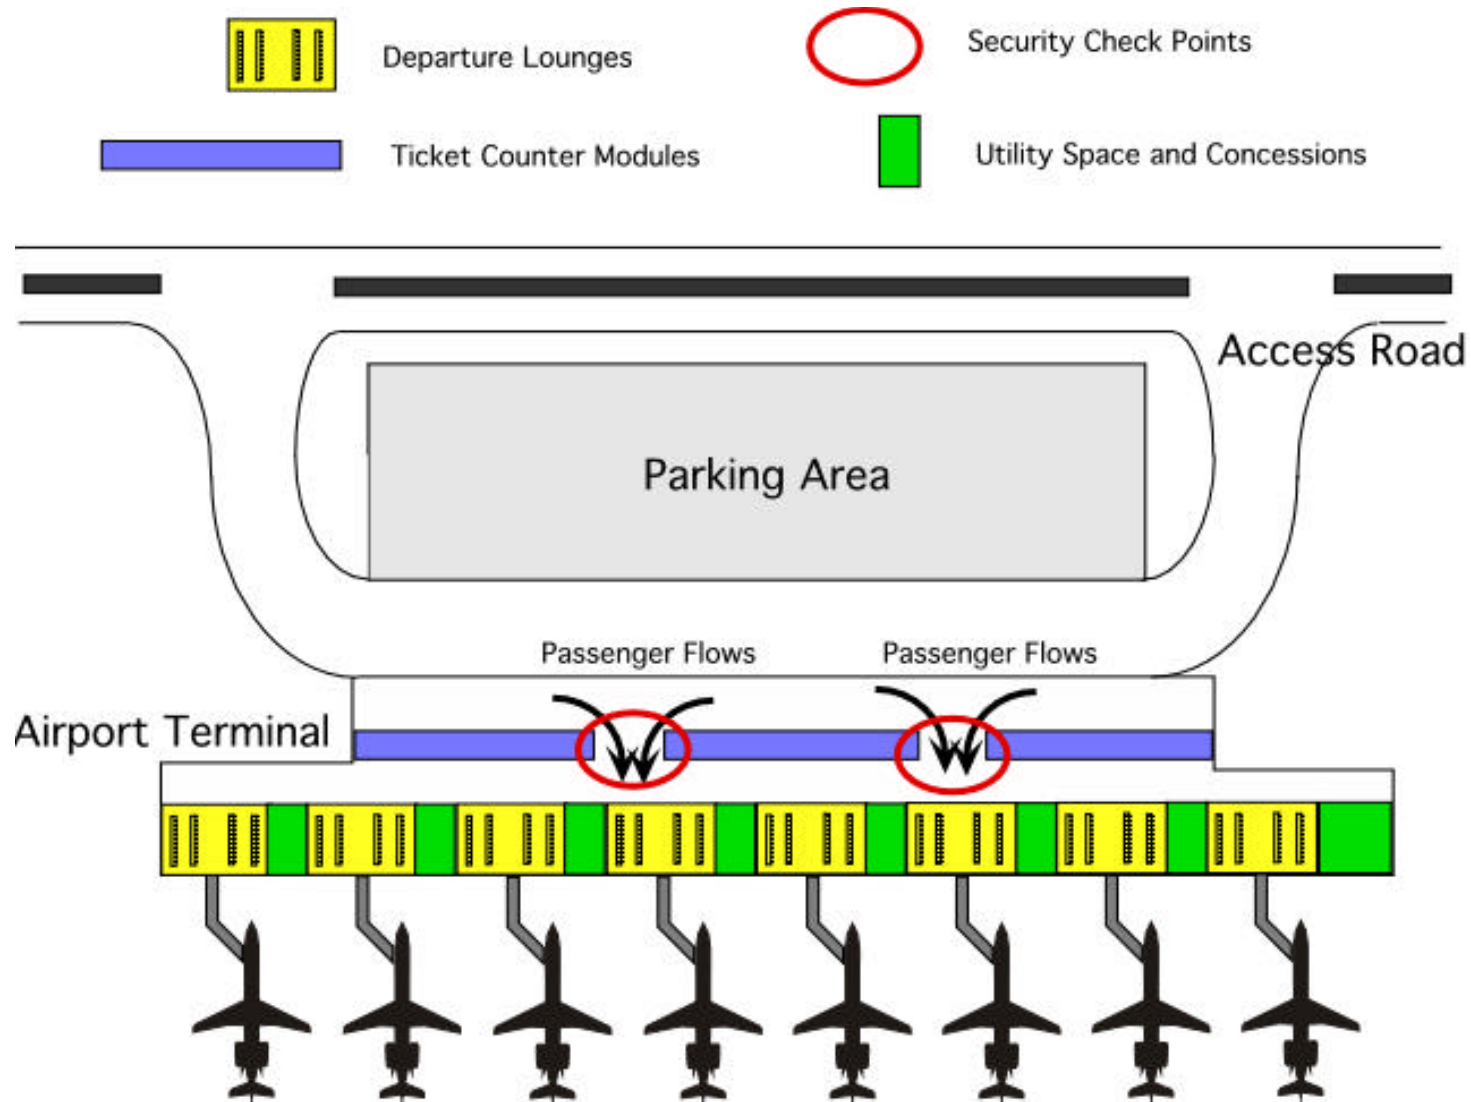 Departure Lounges
Security Check Points
Ticket Counter Modules
Utility Space and Concessions
Access Road
Parking Area
Passenger Flows
Passenger Flows
Airport Terminal